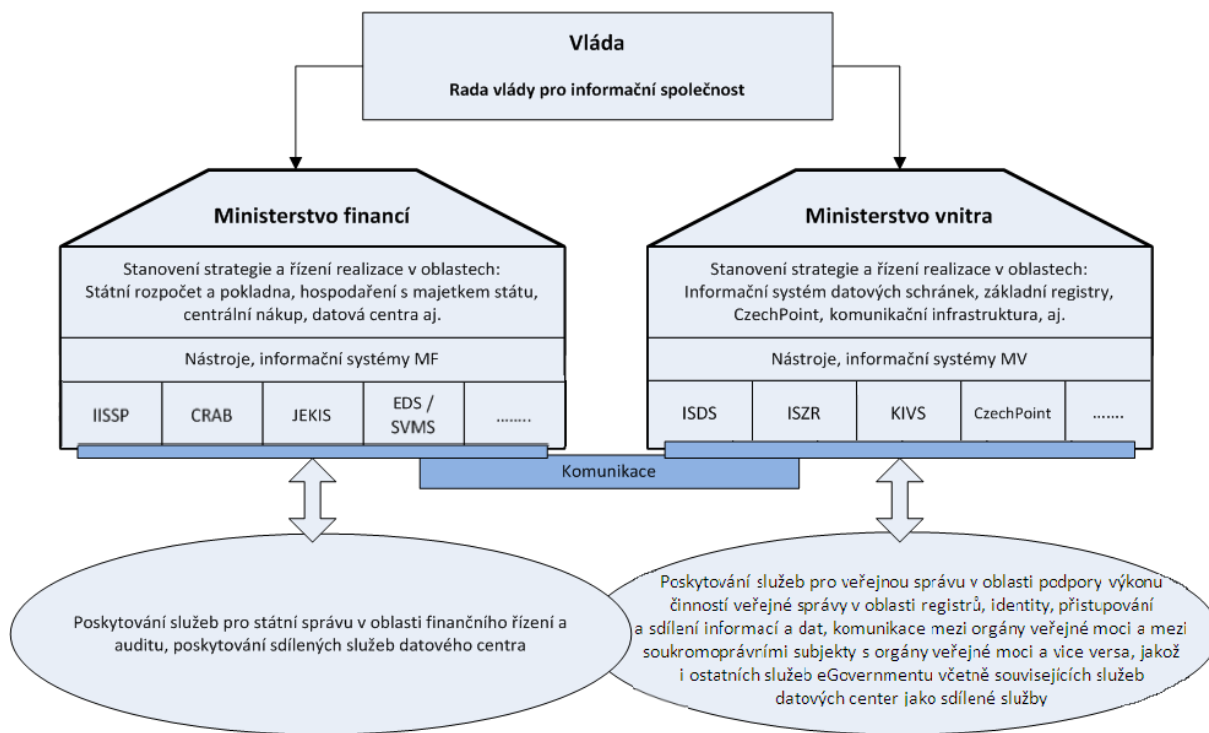 Vláda
Rada vlády pro informační společnost
Ministerstvo financí
Stanovení strategie a řízení realizace v oblastech:
Státní rozpočet a pokladna, hospodaření s majetkem státu,
centrální nákup, datová centra aj.
Nástroje, informační systémy MF
IISSP
CRAB
JEKIS
EDS /
SVMS
........
Ministerstvo vnitra
Stanovení strategie a řízení realizace v oblastech:
Informační systém datových schránek, základní registry,
CzechPoint, komunikační infrastruktura, aj.
Nástroje, informační systémy MV
ISDS
ISZR
KIVS
CzechPoint
.......
Komunikace
Poskytování služeb pro státní správu v oblasti finančního řízení a
auditu, poskytování sdílených služeb datového centra
Poskytování služeb pro veřejnou správu v oblasti podpory výkonu
činností veřejné správy v oblasti registrů, identity, přistupování
a sdílení informací a dat, komunikace mezi orgány veřejné moci a mezi
soukromoprávními subjekty s orgány veřejné moci a vice versa, jakož
i ostatních služeb eGovernmentu včetně souvisejících služeb
datových center jako sdílené služby